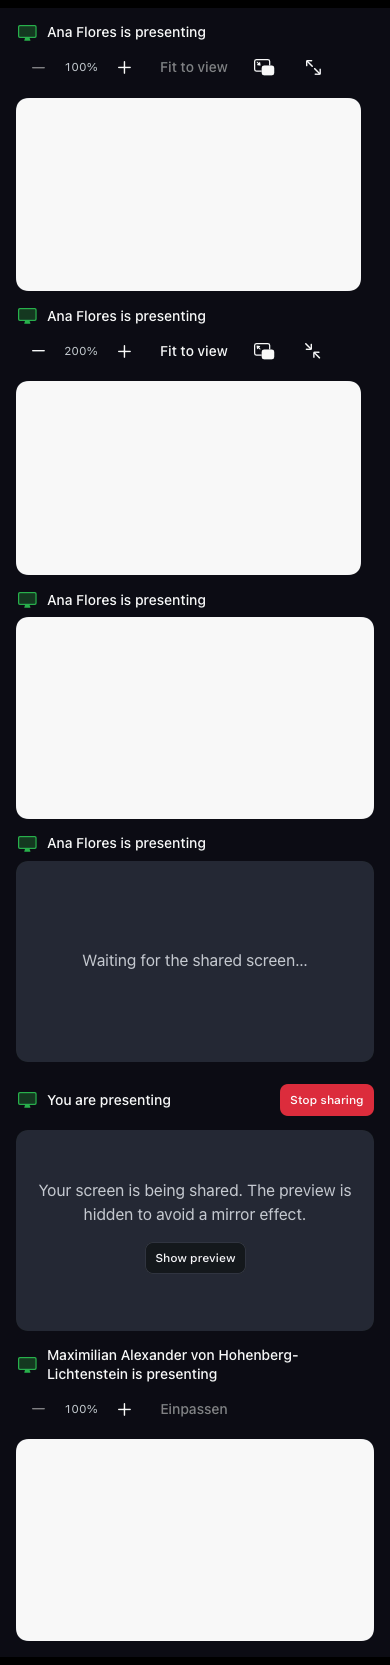 Ana Flores is presenting
100% Fit to view
Ana Flores is presenting
200% Fit to view
Ana Flores is presenting
Ana Flores is presenting
Waiting for the shared screen...
You are presenting Stop sharing
Your screen is being shared. The preview is
hidden to avoid a mirror effect.
Show preview
Maximilian Alexander von Hohenberg-
Lichtenstein is presenting
100% Einpassen